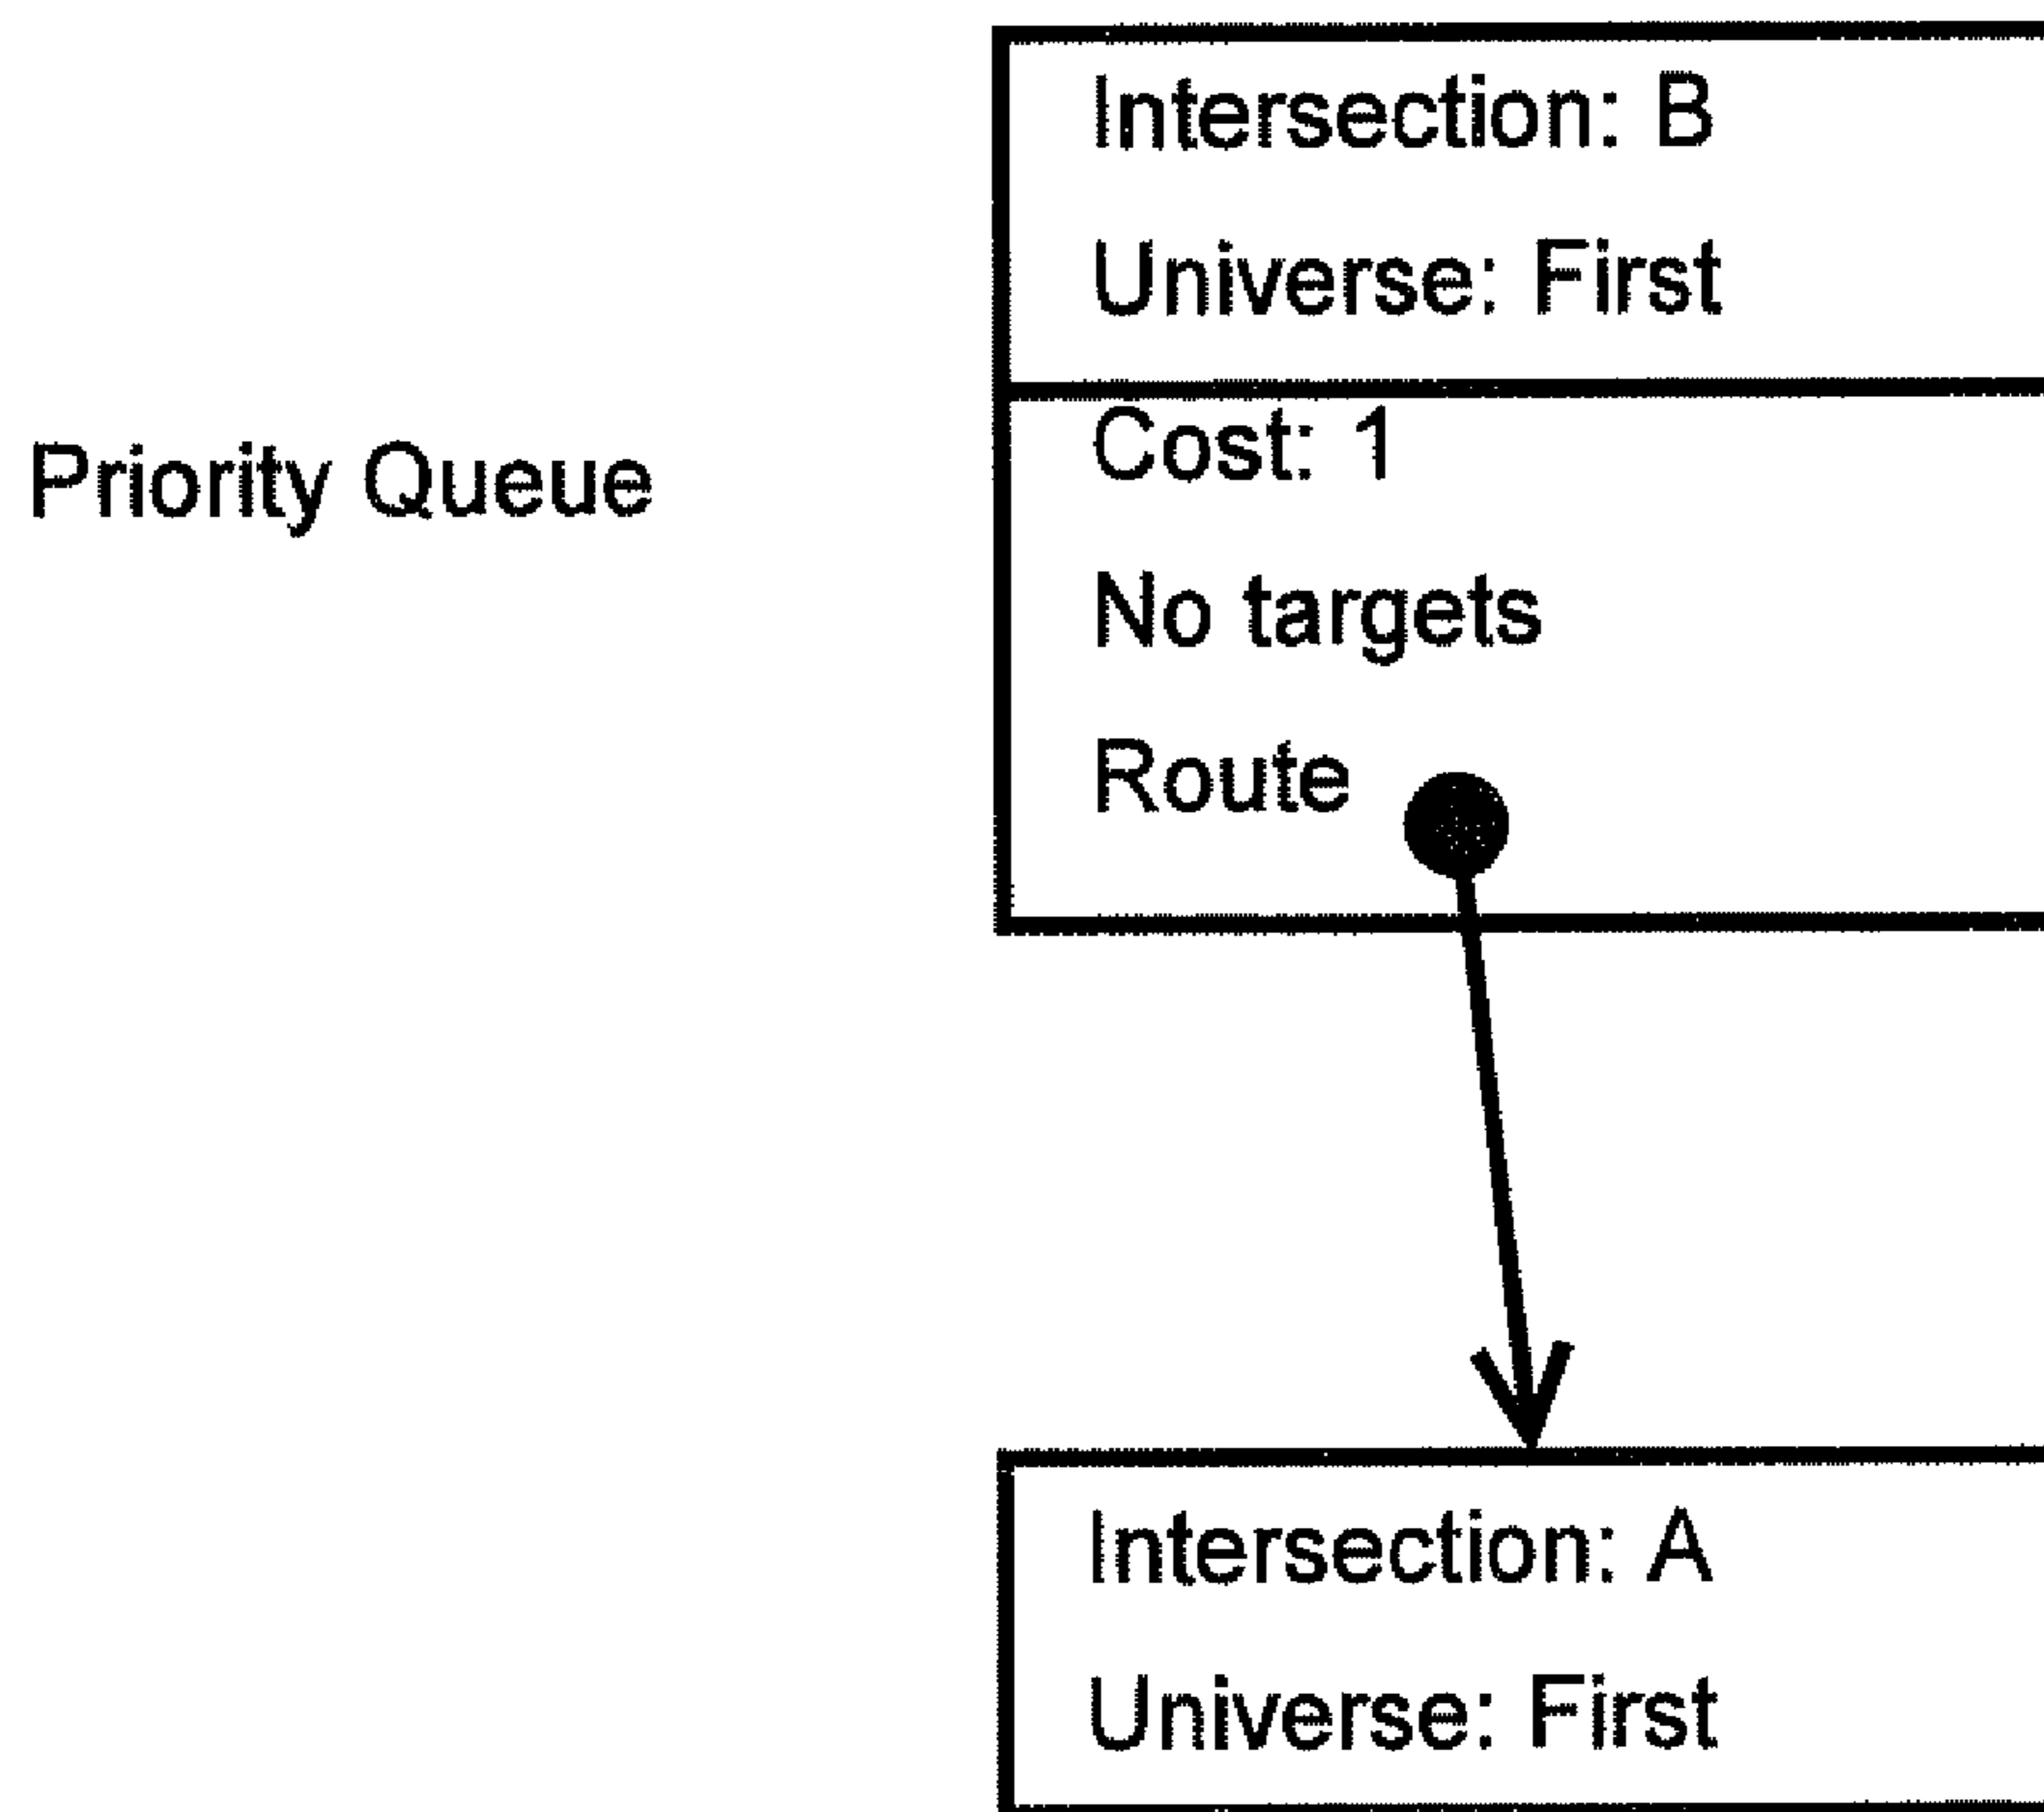 Intersection: B
Universe: First
Priority Queue
Cost: 1
No targets
Route
Intersection: A
Universe: First